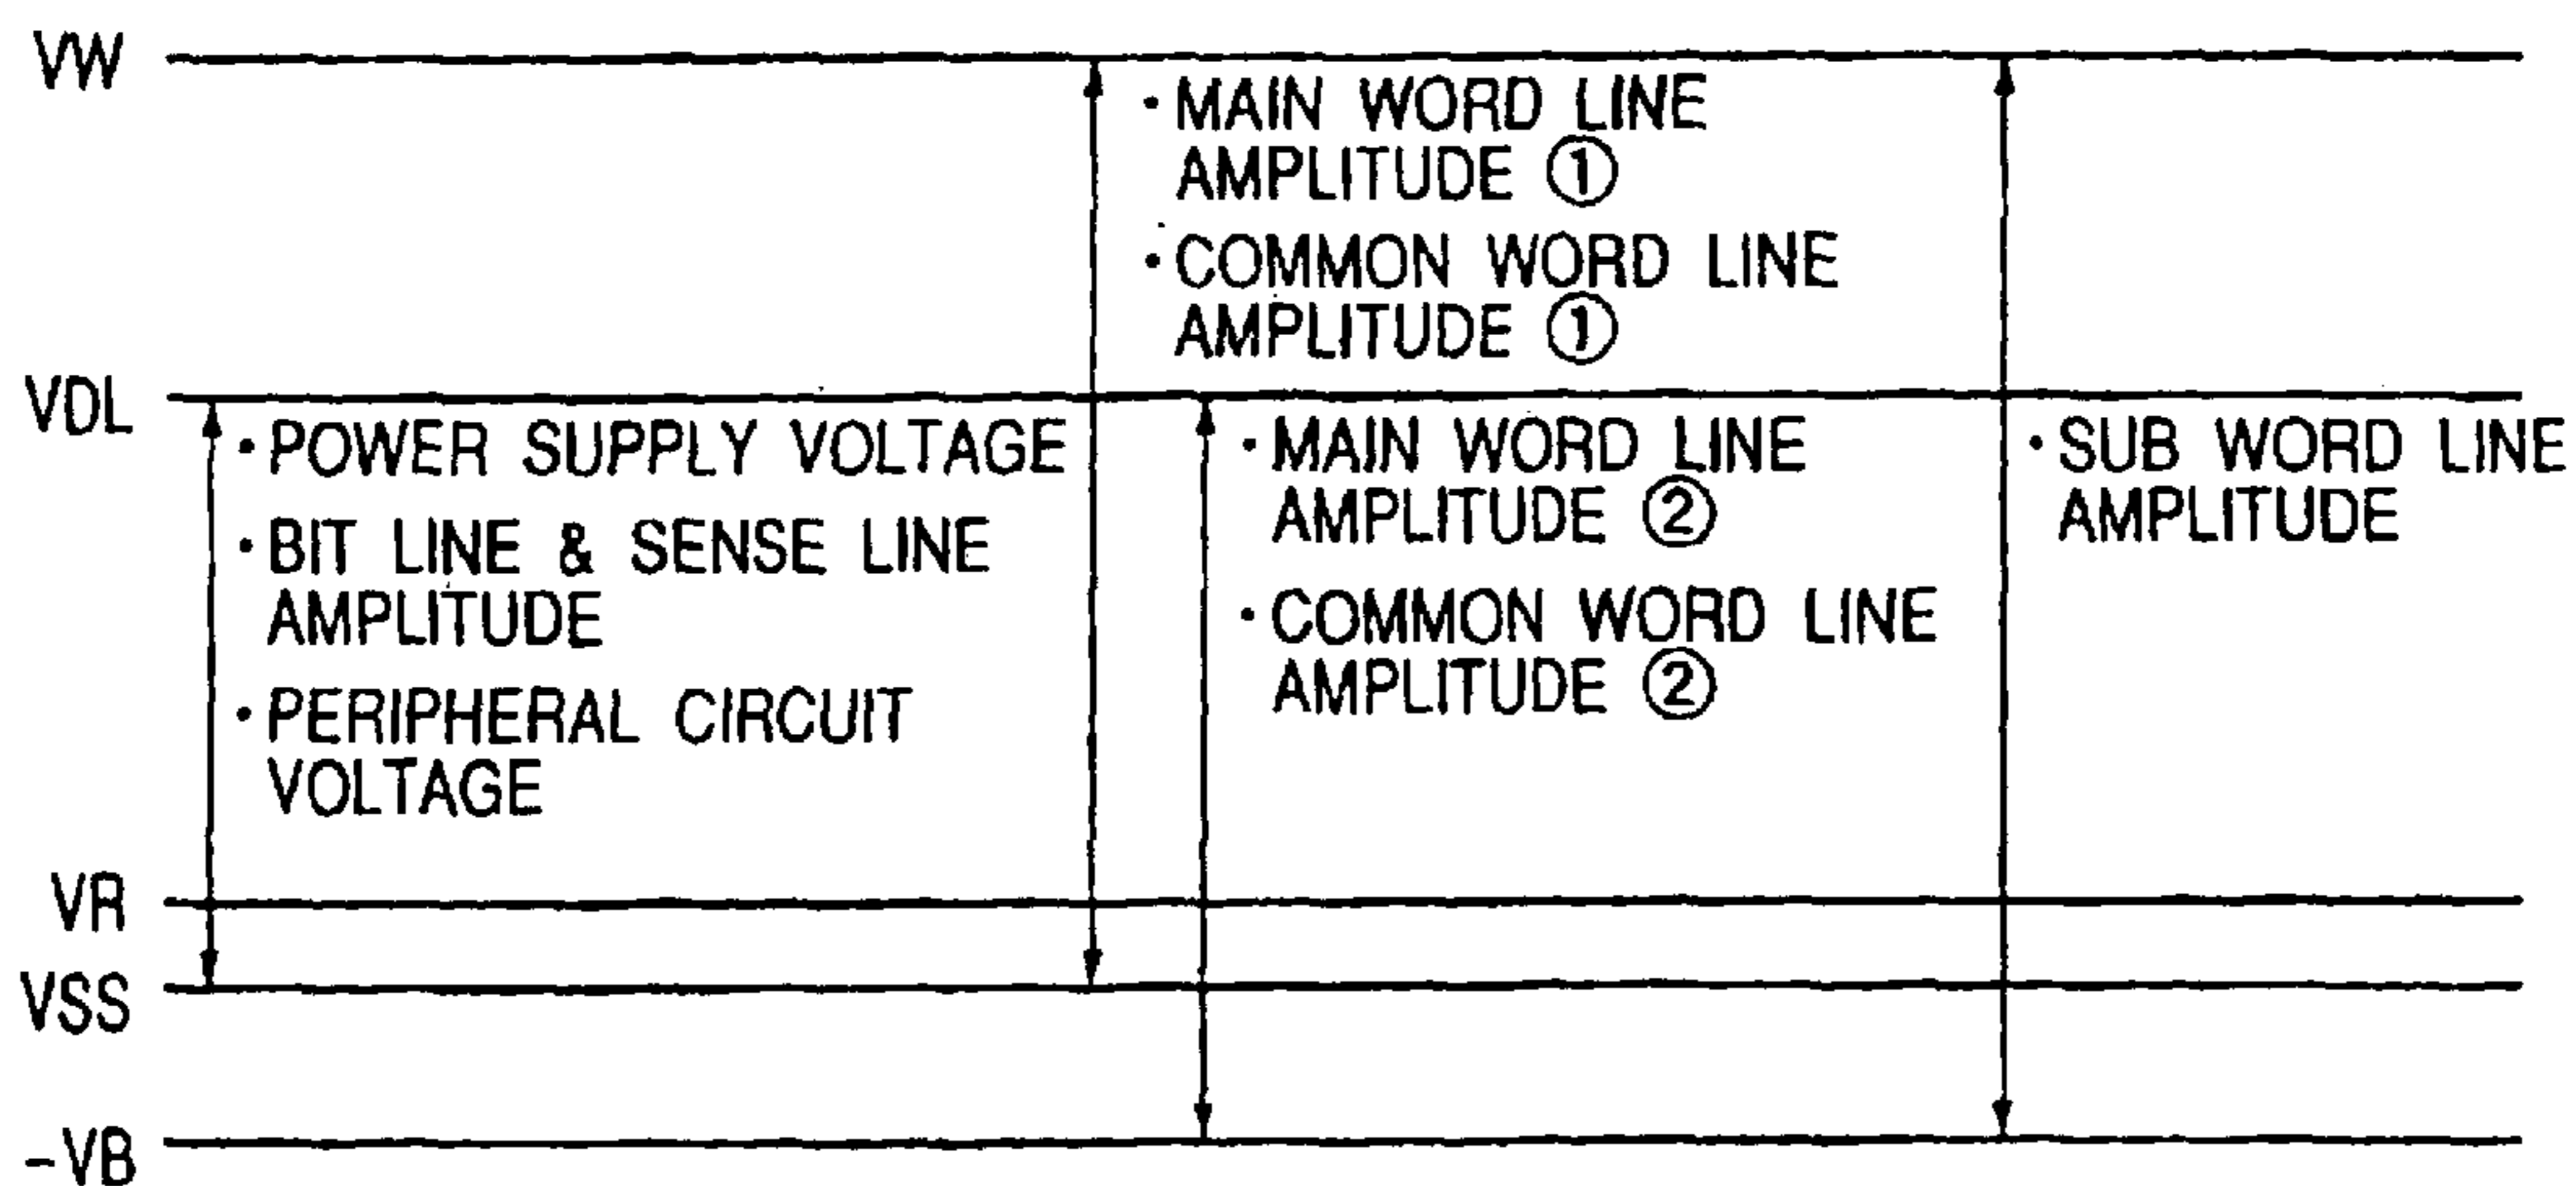 VW
· MAIN WORD LINE
AMPLITUDE ①
· COMMON WORD LINE
AMPLITUDE ①
VDL
· POWER SUPPLY VOLTAGE
· BIT LINE & SENSE LINE
AMPLITUDE
· PERIPHERAL CIRCUIT
VOLTAGE
· MAIN WORD LINE
AMPLITUDE ②
· COMMON WORD LINE
AMPLITUDE ②
· SUB WORD LINE
AMPLITUDE
VR
VSS
-VB